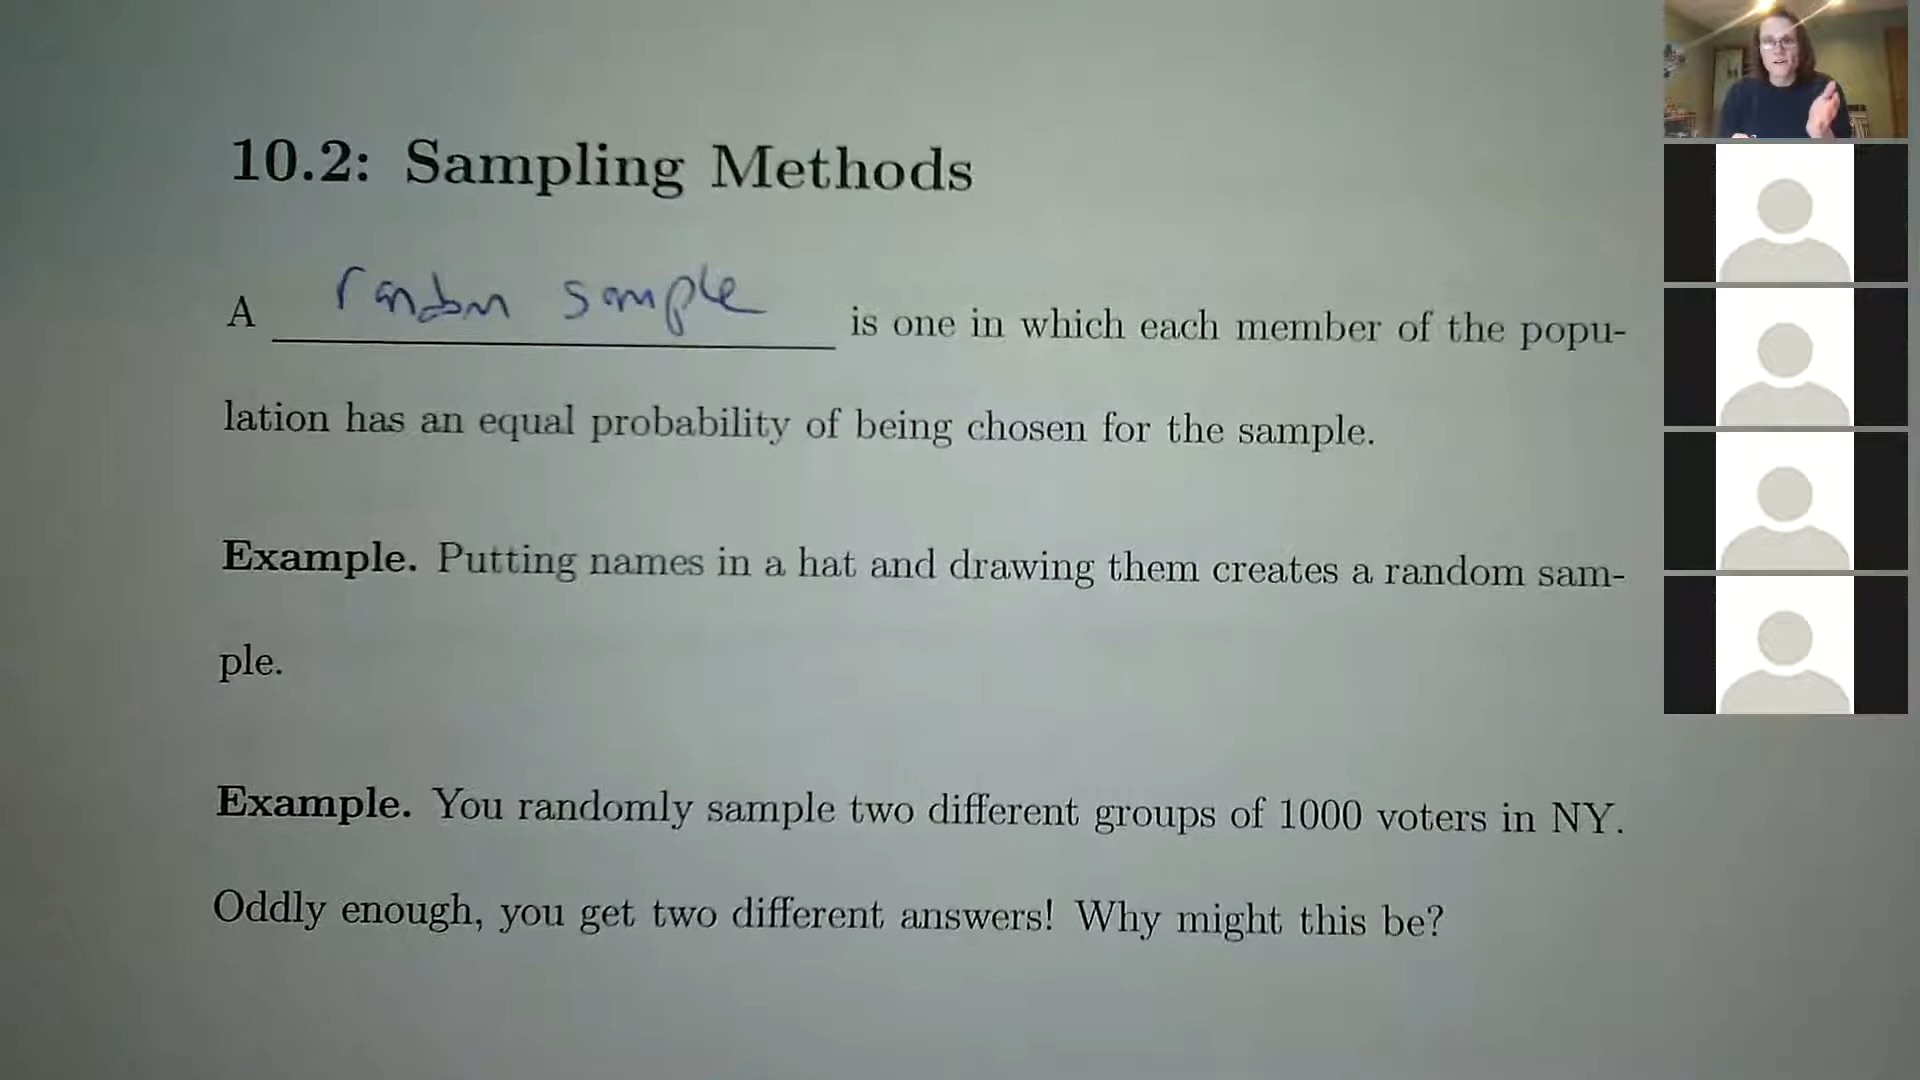 10.2: Sampling Methods
A random sample is one in which each member of the popu-
lation has an equal probability of being chosen for the sample.
Example. Putting names in a hat and drawing them creates a random sam-
ple.
Example. You randomly sample two different groups of 1000 voters in NY.
Oddly enough, you get two different answers! Why might this be?